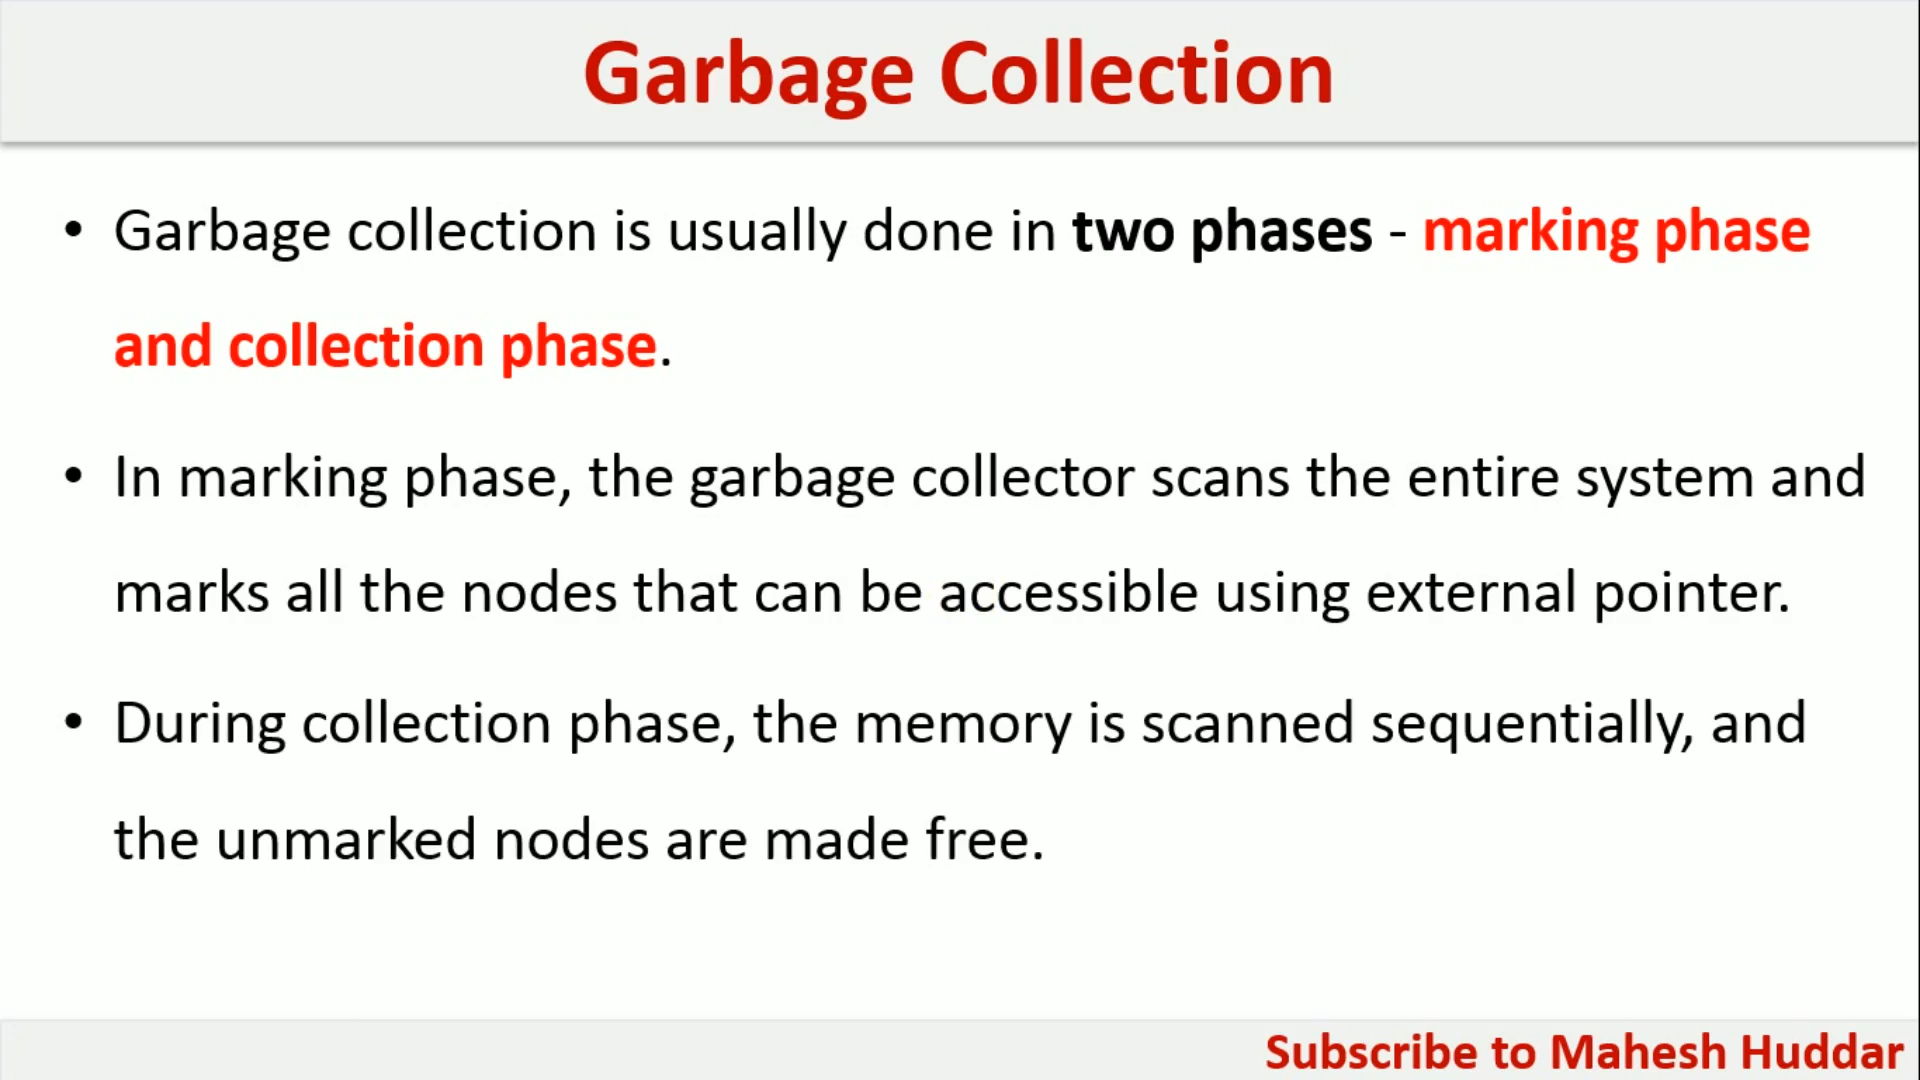 Garbage Collection
• Garbage collection is usually done in two phases - marking phase
and collection phase.
• In marking phase, the garbage collector scans the entire system and
marks all the nodes that can be accessible using external pointer.
• During collection phase, the memory is scanned sequentially, and
the unmarked nodes are made free.
Subscribe to Mahesh Huddar